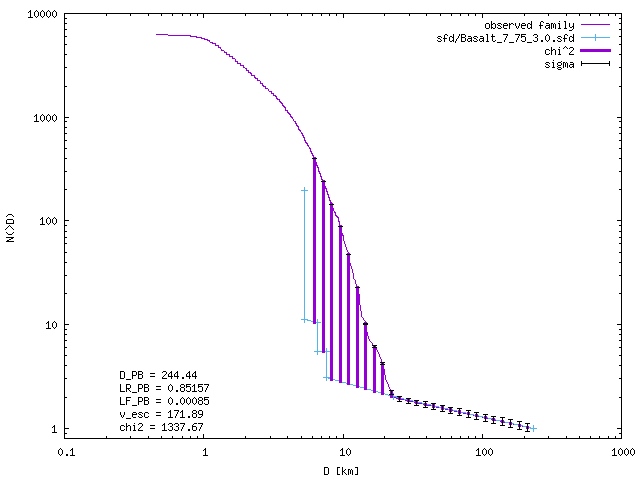 10000
1000
100
10
1
N(>D)
observed family
sfd/Basalt_7_75_3.0.sfd
chi^2
sigma
D_PB = 244.44
LR_PB = 0.85157
LF_PB = 0.00085
v_esc = 171.89
chi2 = 1337.67
0.1 1 10 100 1000
D [km]